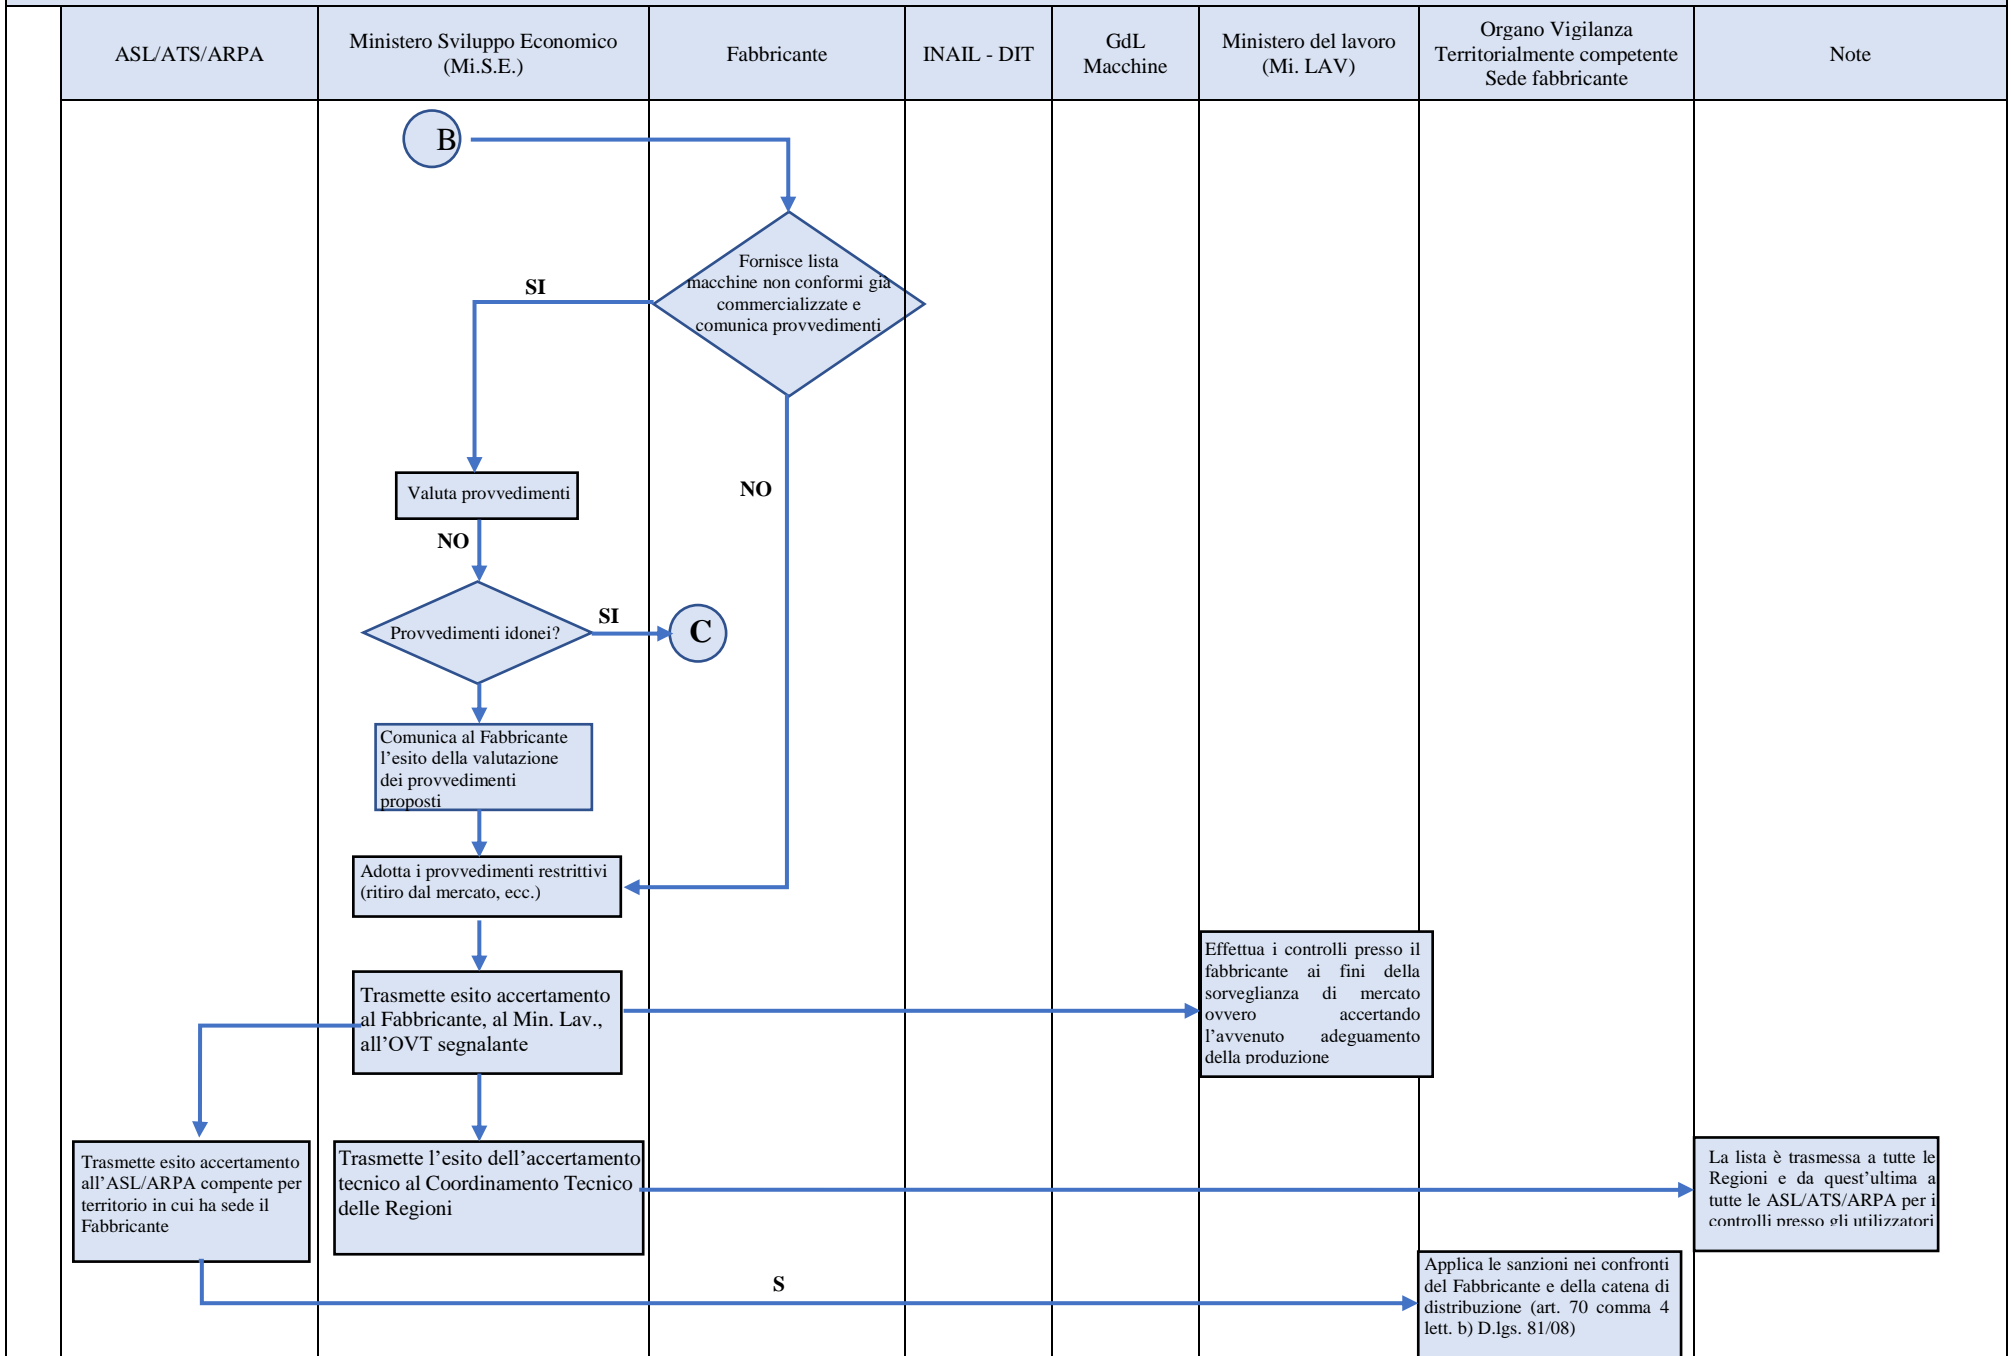 ASL/ATS/ARPA
Ministero Sviluppo Economico
(Mi.S.E.)
Fabbricante
INAIL - DIT
GdL
Macchine
Ministero del lavoro
(Mi. LAV)
Organo Vigilanza
Territorialmente competente
Sede fabbricante
Note
B
Fornisce lista
macchine non conformi già
commercializzate e
comunica provvedimenti
SI
Valuta provvedimenti
NO
NO
Provvedimenti idonei?
SI
C
Comunica al Fabbricante
l’esito della valutazione
dei provvedimenti
proposti
Adotta i provvedimenti restrittivi
(ritiro dal mercato, ecc.)
Effettua i controlli presso il
fabbricante ai fini della
sorveglianza di mercato
ovvero accertando
l’avvenuto adeguamento
della produzione
Trasmette esito accertamento
al Fabbricante, al Min. Lav.,
all’OVT segnalante
Trasmette esito accertamento
all’ASL/ARPA compente per
territorio in cui ha sede il
Fabbricante
Trasmette l’esito dell’accertamento
tecnico al Coordinamento Tecnico
delle Regioni
La lista è trasmessa a tutte le
Regioni e da quest’ultima a
tutte le ASL/ATS/ARPA per i
controlli presso gli utilizzatori
S
Applica le sanzioni nei confronti
del Fabbricante e della catena di
distribuzione (art. 70 comma 4
lett. b) D.lgs. 81/08)